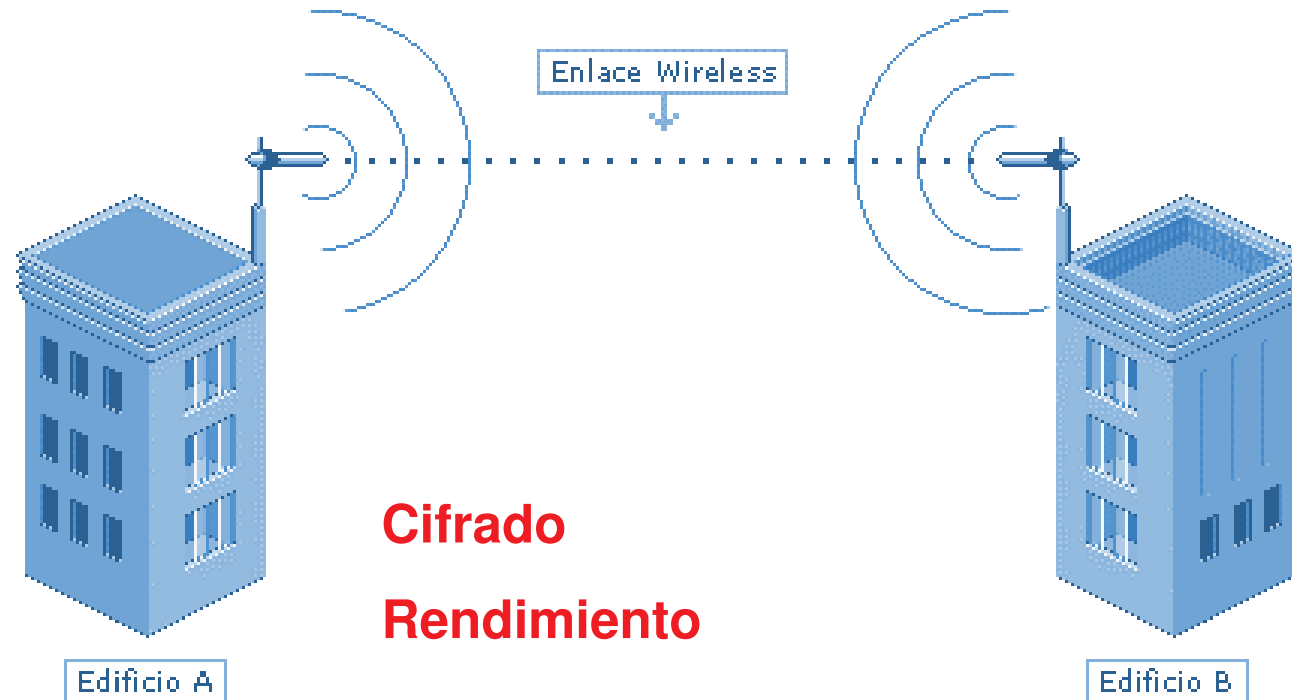 Enlace Wireless
Cifrado
Rendimiento
Edificio A
Edificio B